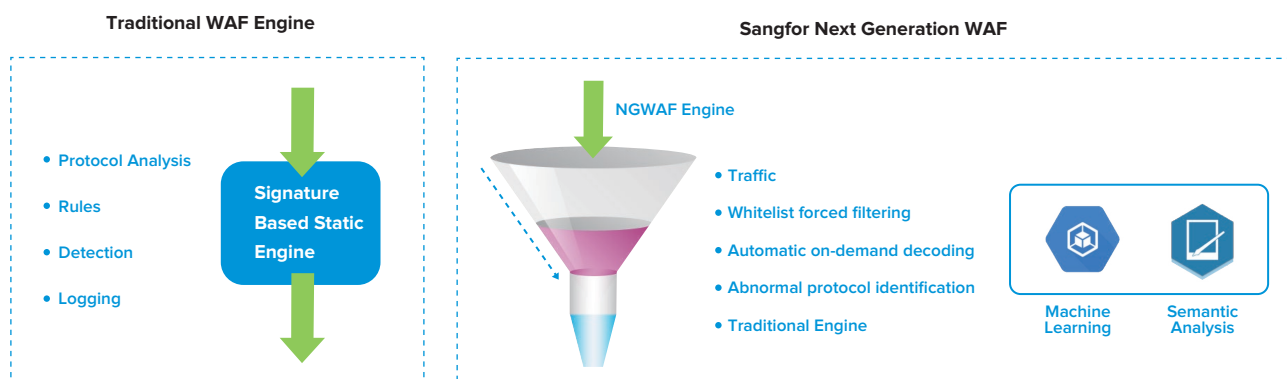 Traditional WAF Engine
• Protocol Analysis
• Rules
• Detection
• Logging
Signature
Based Static
Engine
Sangfor Next Generation WAF
NGWAF Engine
• Traffic
• Whitelist forced filtering
• Automatic on-demand decoding
• Abnormal protocol identification
• Traditional Engine
Machine
Learning
Semantic
Analysis